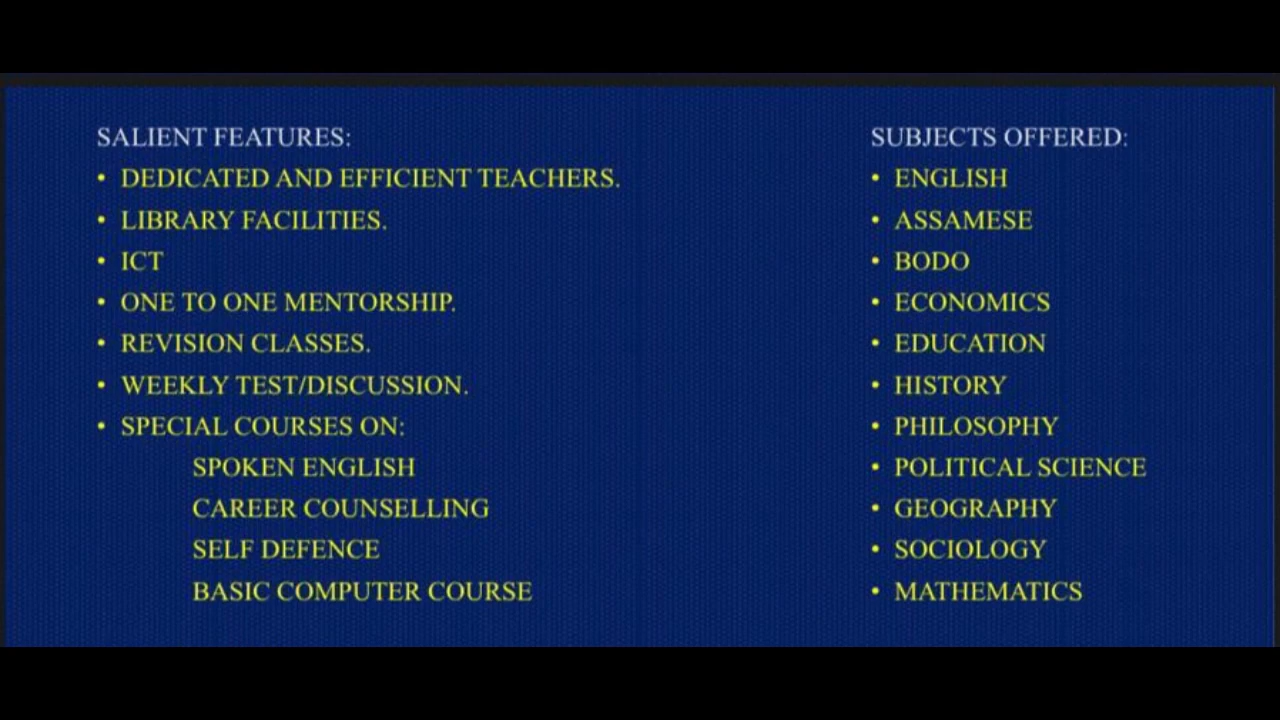 SALIENT FEATURES:
• DEDICATED AND EFFICIENT TEACHERS.
• LIBRARY FACILITIES.
• ICT
• ONE TO ONE MENTORSHIP.
• REVISION CLASSES.
• WEEKLY TEST/DISCUSSION.
• SPECIAL COURSES ON:
SPOKEN ENGLISH
CAREER COUNSELLING
SELF DEFENCE
BASIC COMPUTER COURSE
SUBJECTS OFFERED:
• ENGLISH
• ASSAMESE
• BODO
• ECONOMICS
• EDUCATION
• HISTORY
• PHILOSOPHY
• POLITICAL SCIENCE
• GEOGRAPHY
• SOCIOLOGY
• MATHEMATICS